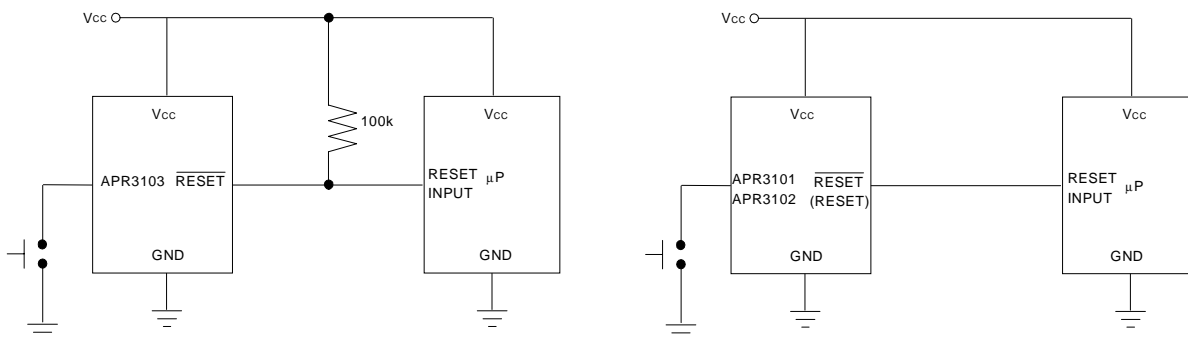 Vcc
Vcc
Vcc
100k
APR3103 RESET
RESET μP
INPUT
GND
GND
Vcc
Vcc
Vcc
APR3101 RESET
APR3102 (RESET)
RESET μP
INPUT
GND
GND